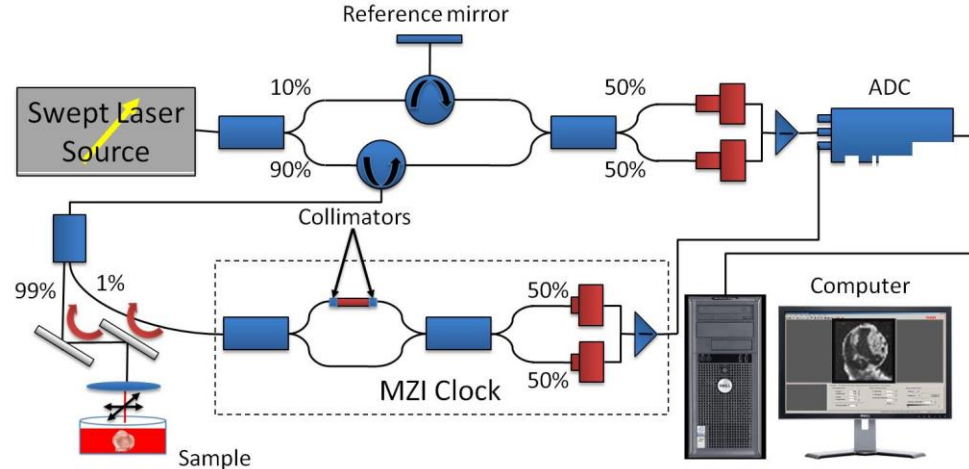 Reference mirror
10%
50%
ADC
Swept Laser
Source
90%
50%
Collimators
99%
1%
50%
Computer
50%
MZI Clock
Sample
DELL